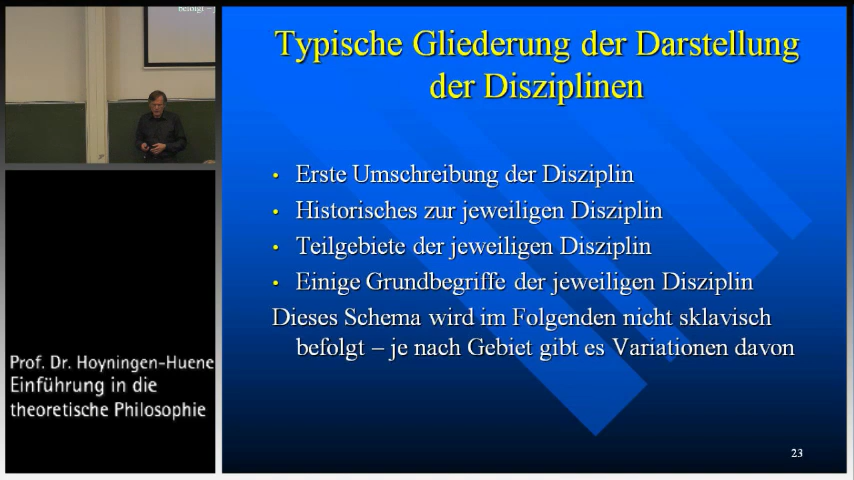 befolgt –
Typische Gliederung der Darstellung
der Disziplinen
• Erste Umschreibung der Disziplin
• Historisches zur jeweiligen Disziplin
• Teilgebiete der jeweiligen Disziplin
• Einige Grundbegriffe der jeweiligen Disziplin
Dieses Schema wird im Folgenden nicht sklavisch
befolgt – je nach Gebiet gibt es Variationen davon
23
Prof. Dr. Hoyningen-Huene
Einführung in die
theoretische Philosophie